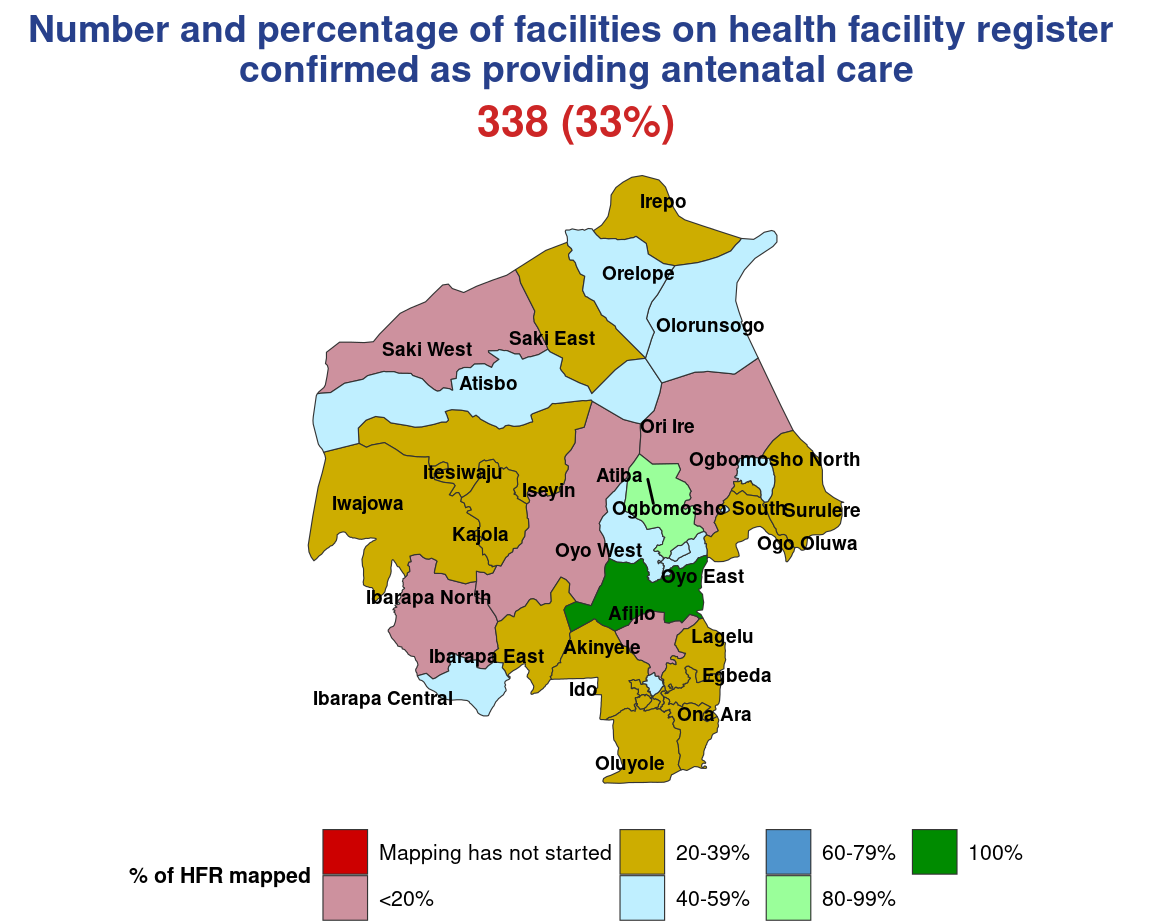 Number and percentage of facilities on health facility register
confirmed as providing antenatal care
338 (33%)
Irepo
Orelope
Olorunsogo
Saki East
Saki West
Atisbo
Ori Ire
Ogbomosho North
Itesiwaju
Atiba
Iseyin
Iwajowa
Ogbomosho South
Surulere
Kajola
Ogo Oluwa
Oyo West
Oyo East
Ibarapa North
Afijio
Lagelu
Akinyele
Ibarapa East
Egbeda
Ido
Ibarapa Central
Ona Ara
Oluyole
% of HFR mapped
Mapping has not started
<20%
20-39%
40-59%
60-79%
80-99%
100%